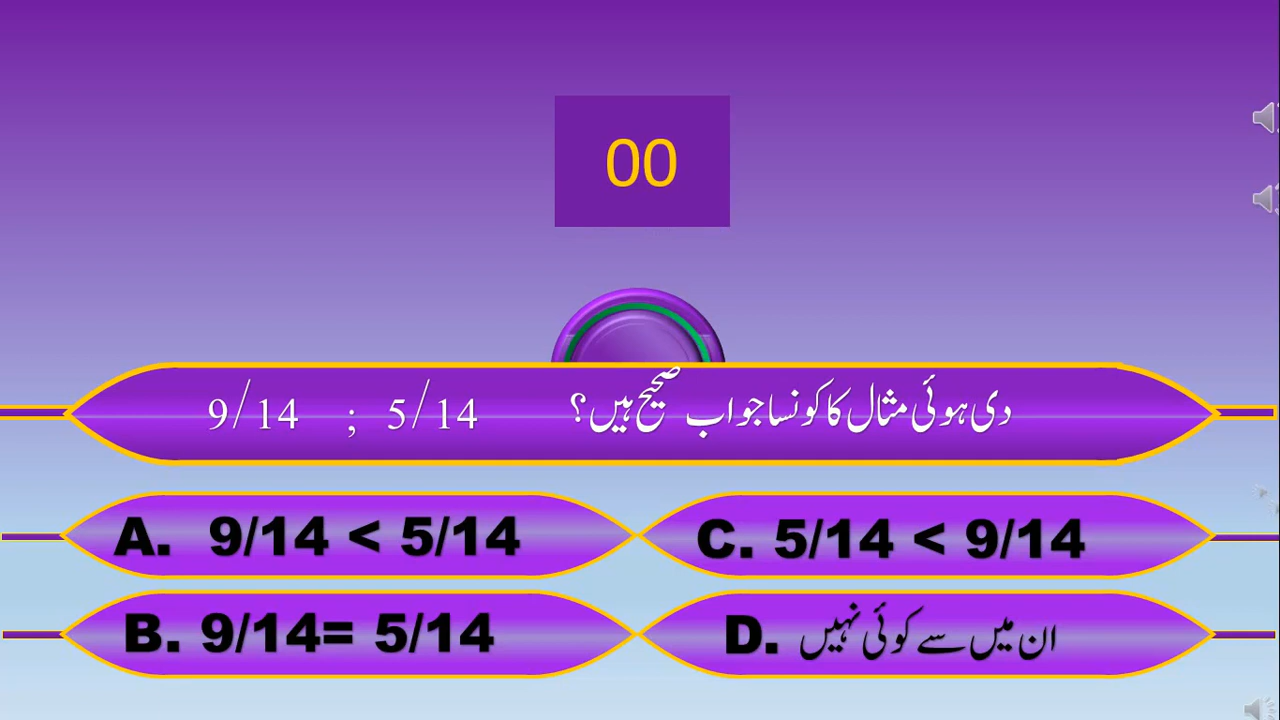 00
دی ہوئی مثال کا کونسا جواب صحیح ہیں؟ 5/14 ; 9/14
A. 9/14 < 5/14
C. 5/14 < 9/14
B. 9/14= 5/14
D. ان میں سے کوئی نہیں